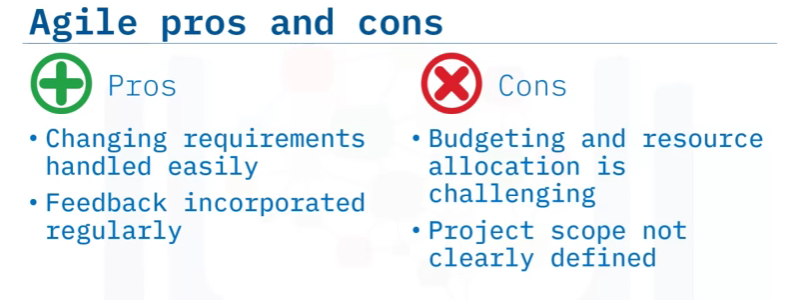 Agile pros and cons
Pros
• Changing requirements
handled easily
• Feedback incorporated
regularly
Cons
• Budgeting and resource
allocation is
challenging
• Project scope not
clearly defined